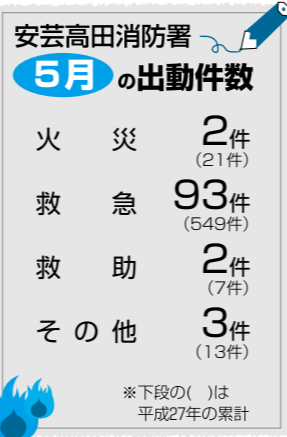 安芸高田消防署
5月の出動件数
火災 2件
(21件)
救急 93件
(549件)
救助 2件
(7件)
その他 3件
(13件)
※下段の( )は
平成27年の累計